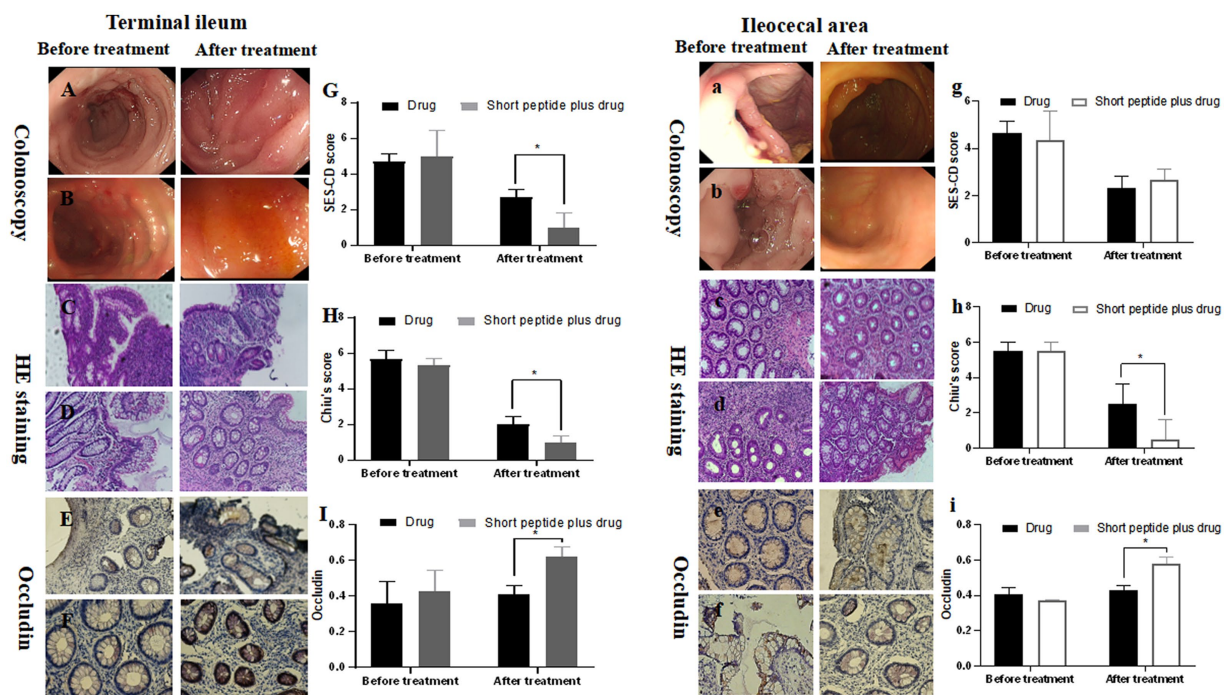 Terminal ileum
Before treatment After treatment
Colonoscopy
HE staining
Occludin
A
B
C
D
E
F
G
Drug Short peptide plus drug
SES-CD score
8
6
4
2
0
*
Before treatment After treatment
H
Drug Short peptide plus drug
Chiu's score
8
6
4
2
0
*
Before treatment After treatment
I
Drug Short peptide plus drug
Occludin
0.8
0.6
0.4
0.2
0.0
*
Before treatment After treatment
Ileocecal area
Before treatment After treatment
Colonoscopy
HE staining
Occludin
a
b
c
d
e
f
g
Drug Short peptide plus drug
SES-CD score
6
4
2
0
Before treatment After treatment
h
Drug Short peptide plus drug
Chiu's score
8
6
4
2
0
*
Before treatment After treatment
i
Drug Short peptide plus drug
Occludin
0.8
0.6
0.4
0.2
0.0
*
Before treatment After treatment